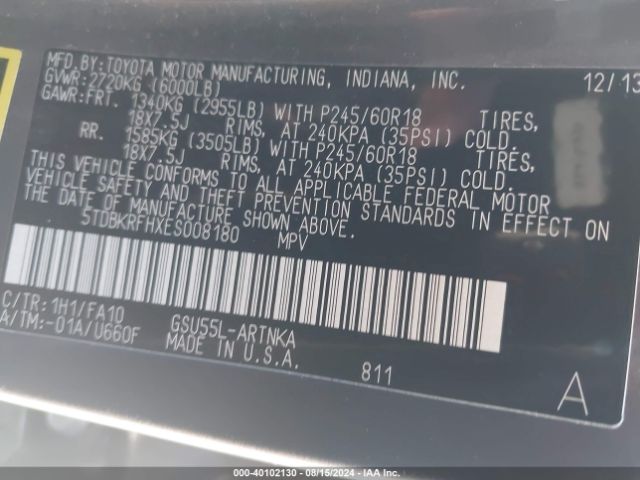 MFD.BY:TOYOTA MOTOR MANUFACTURING, INDIANA, INC. 12/13
GVWR:2720KG (6000LB)
GAWR:FRT. 1340KG (2955LB) WITH P245/60R18 TIRES,
18X7.5J RIMS, AT 240KPA (35PSI) COLD.
RR. 1585KG (3505LB) WITH P245/60R18 TIRES,
18X7.5J RIMS, AT 240KPA (35PSI) COLD.
THIS VEHICLE CONFORMS TO ALL APPLICABLE FEDERAL MOTOR
VEHICLE SAFETY AND THEFT PREVENTION STANDARDS IN EFFECT ON
THE DATE OF MANUFACTURE SHOWN ABOVE.
5TDBKRFHXES008180 MPV
C/TR:1H1/FA10
A/TM:-01A/U660F GSU55L-ARTNKA
MADE IN U.S.A.
811
A
000-40102130 - 08/15/2024 - IAAI.com